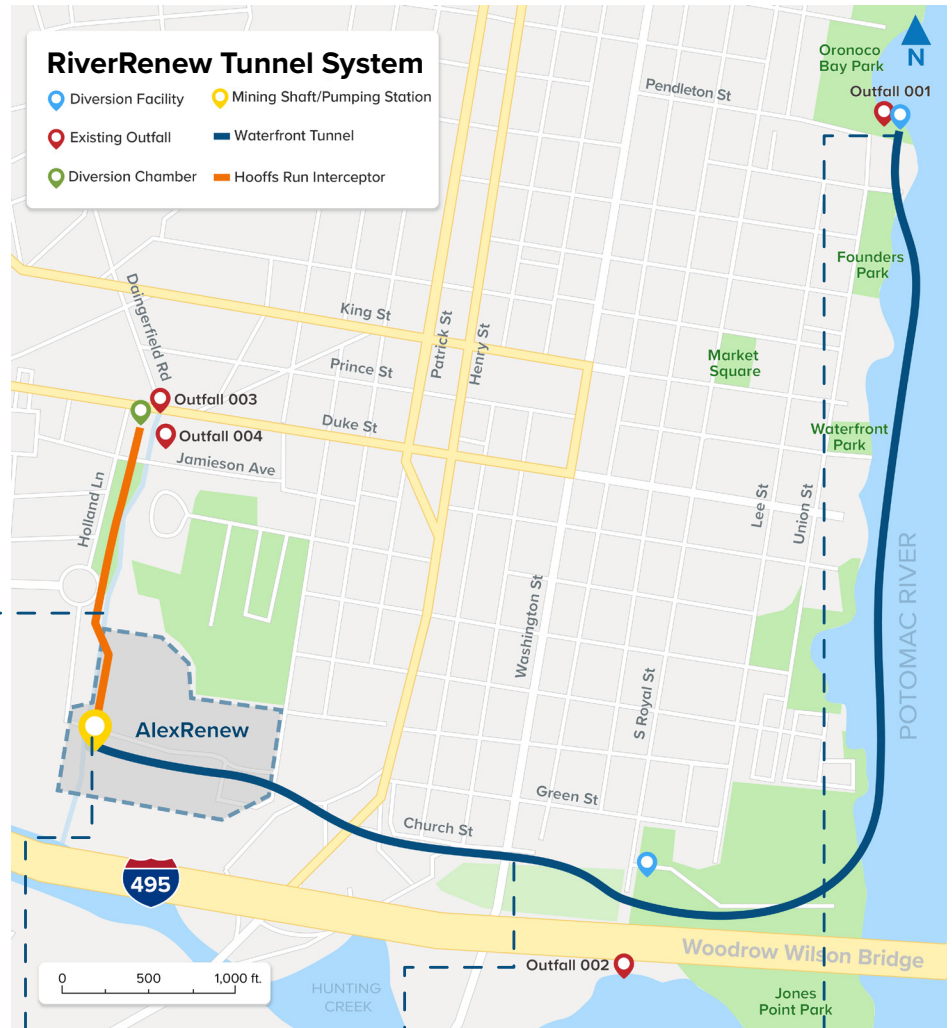 RiverRenew Tunnel System
Diversion Facility
Mining Shaft/Pumping Station
Existing Outfall
Waterfront Tunnel
Diversion Chamber
Hooffs Run Interceptor
N
Oronoco
Bay Park
Outfall 001
Pendleton St
Founders
Park
Daingerfield Rd
King St
Patrick St
Henry St
Prince St
Market
Square
Outfall 003
Duke St
Outfall 004
Jamieson Ave
Waterfront
Park
Holland Ln
Lee St
Union St
POTOMAC RIVER
Washington St
S Royal St
AlexRenew
Green St
Church St
495
Woodrow Wilson Bridge
Outfall 002
HUNTING
CREEK
Jones
Point Park
0 500 1,000 ft.